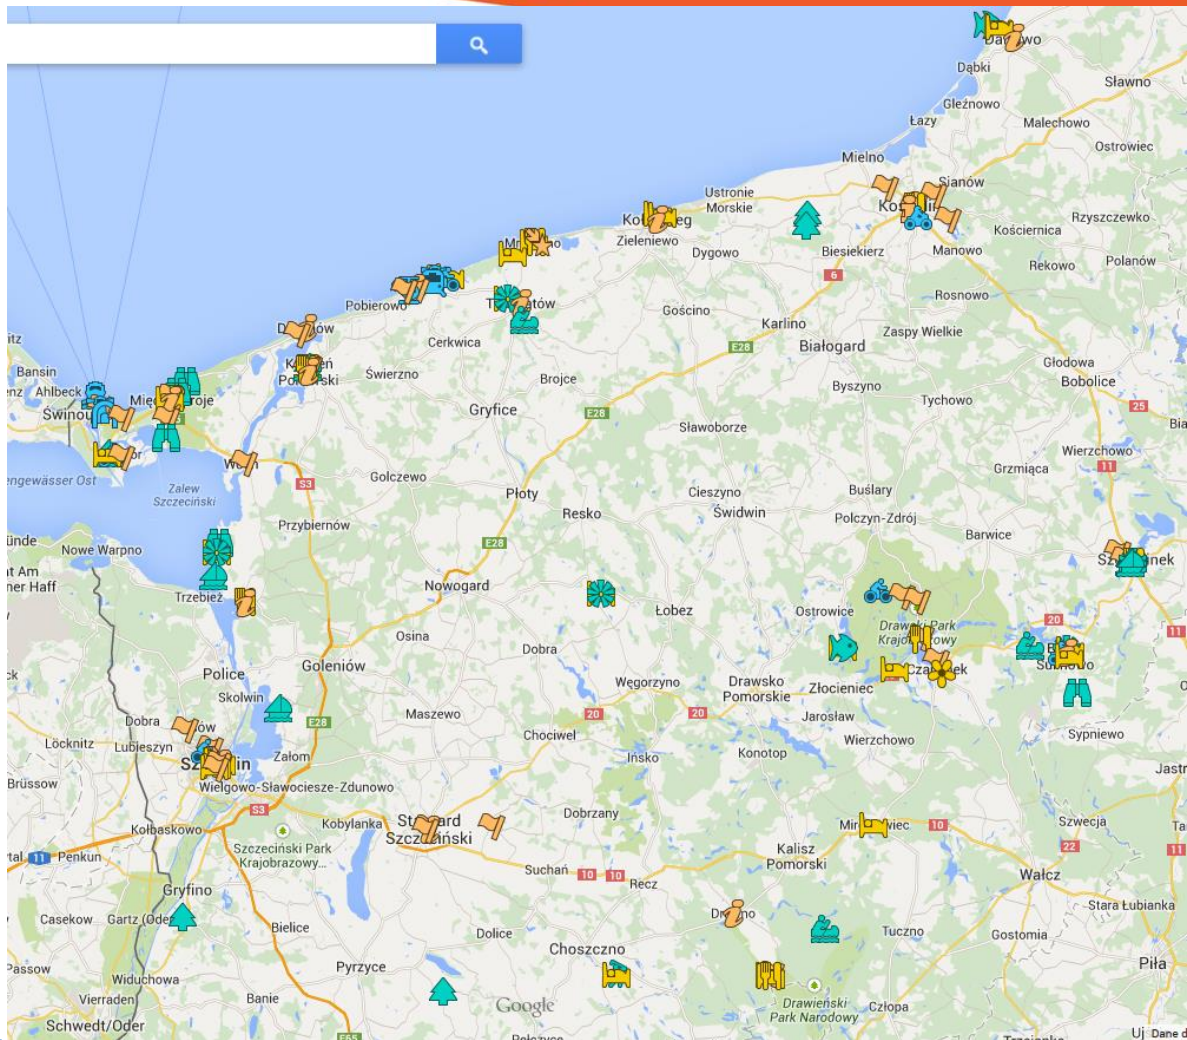 Dąbki
Sławno
Gleźnowo
Łazy
Malechowo
Ostrowiec
Mielno
Sianów
Ustronie
Morskie
Rzyszczewko
Zieleniewo
Dygowo
Biesiekierz
Kościernica
Manowo
Polanów
Rekowo
6
Pobierowo
Rosnowo
Gościno
Karlino
Zaspy Wielkie
Cerkwica
E28
Białogard
Głodowa
Bansin
Świerzno
Brojce
Byszyno
Bobolice
Ahlbeck
Tychowo
Gryfice
E28
25
Sławoborze
Wierzchowo
11
Grzmiąca
Zalew
Szczeciński
S3
Golczewo
Płoty
Cieszyno
Buślary
Resko
Świdwin
Połczyn-Zdrój
Przybiernów
Barwice
E28
Nowe Warpno
Trzebież
Nowogard
Łobez
Ostrowice
20
Drawski Park
Krajobrazowy
11
Osina
Dobra
Goleniów
Police
Węgorzyno
Drawsko
Pomorskie
Złocieniec
Skolwin
Maszewo
20
20
Jarosław
Dobra
E28
Chociwel
Sypniewo
Löcknitz
Lubieszyn
Załom
Ińsko
Konotop
Wierzchowo
Brüssow
Wielgowo-Sławociesze-Zdunowo
S3
Kołbaskowo
Kobylanka
Dobrzany
10
Szwecja
11
Penkun
Szczeciński Park
Krajobrazowy...
Kalisz
Pomorski
22
11
Suchań
10
10
Recz
Wałcz
Gryfino
Stara Łubianka
Casekow
Bielice
Dolice
Tuczno
Gostomia
Choszczno
Passow
Pyrzyce
Piła
Widuchowa
Vierraden
Banie
Google
Drawieński
Park Narodowy
Człopa
Schwedt/Oder
E65